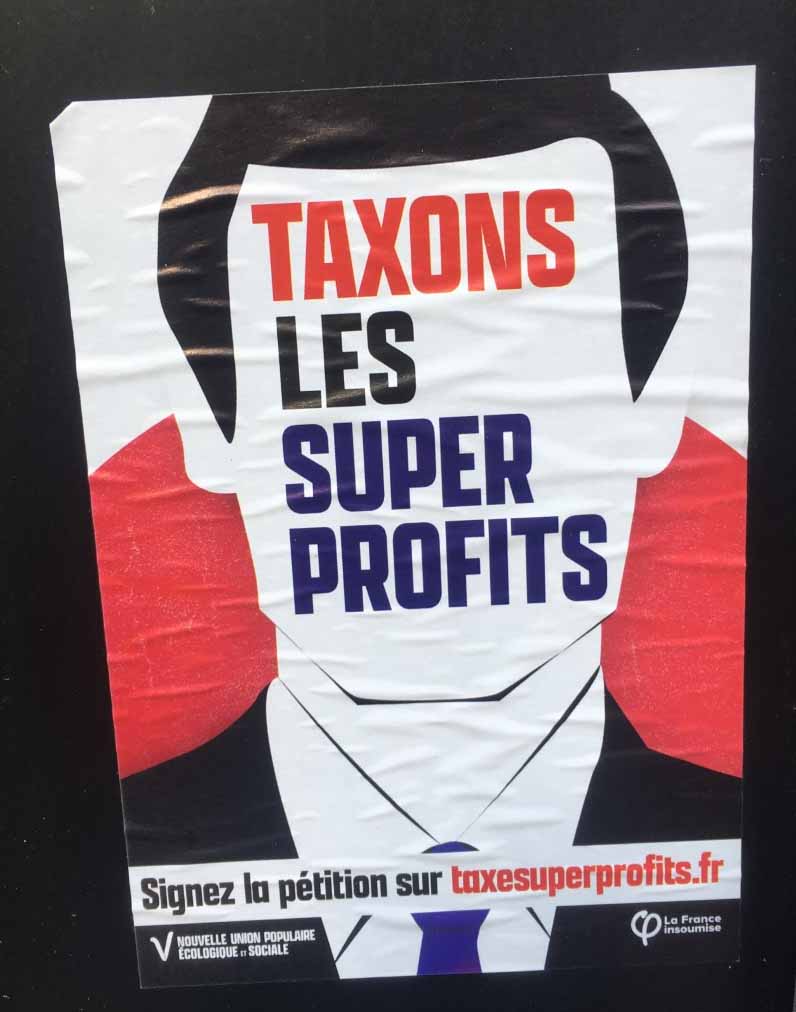 TAXONS
LES
SUPER
PROFITS
Signez la pétition sur taxesuperprofits.fr
NOUVELLE UNION POPULAIRE
ÉCOLOGIQUE ET SOCIALE
La France
insoumise